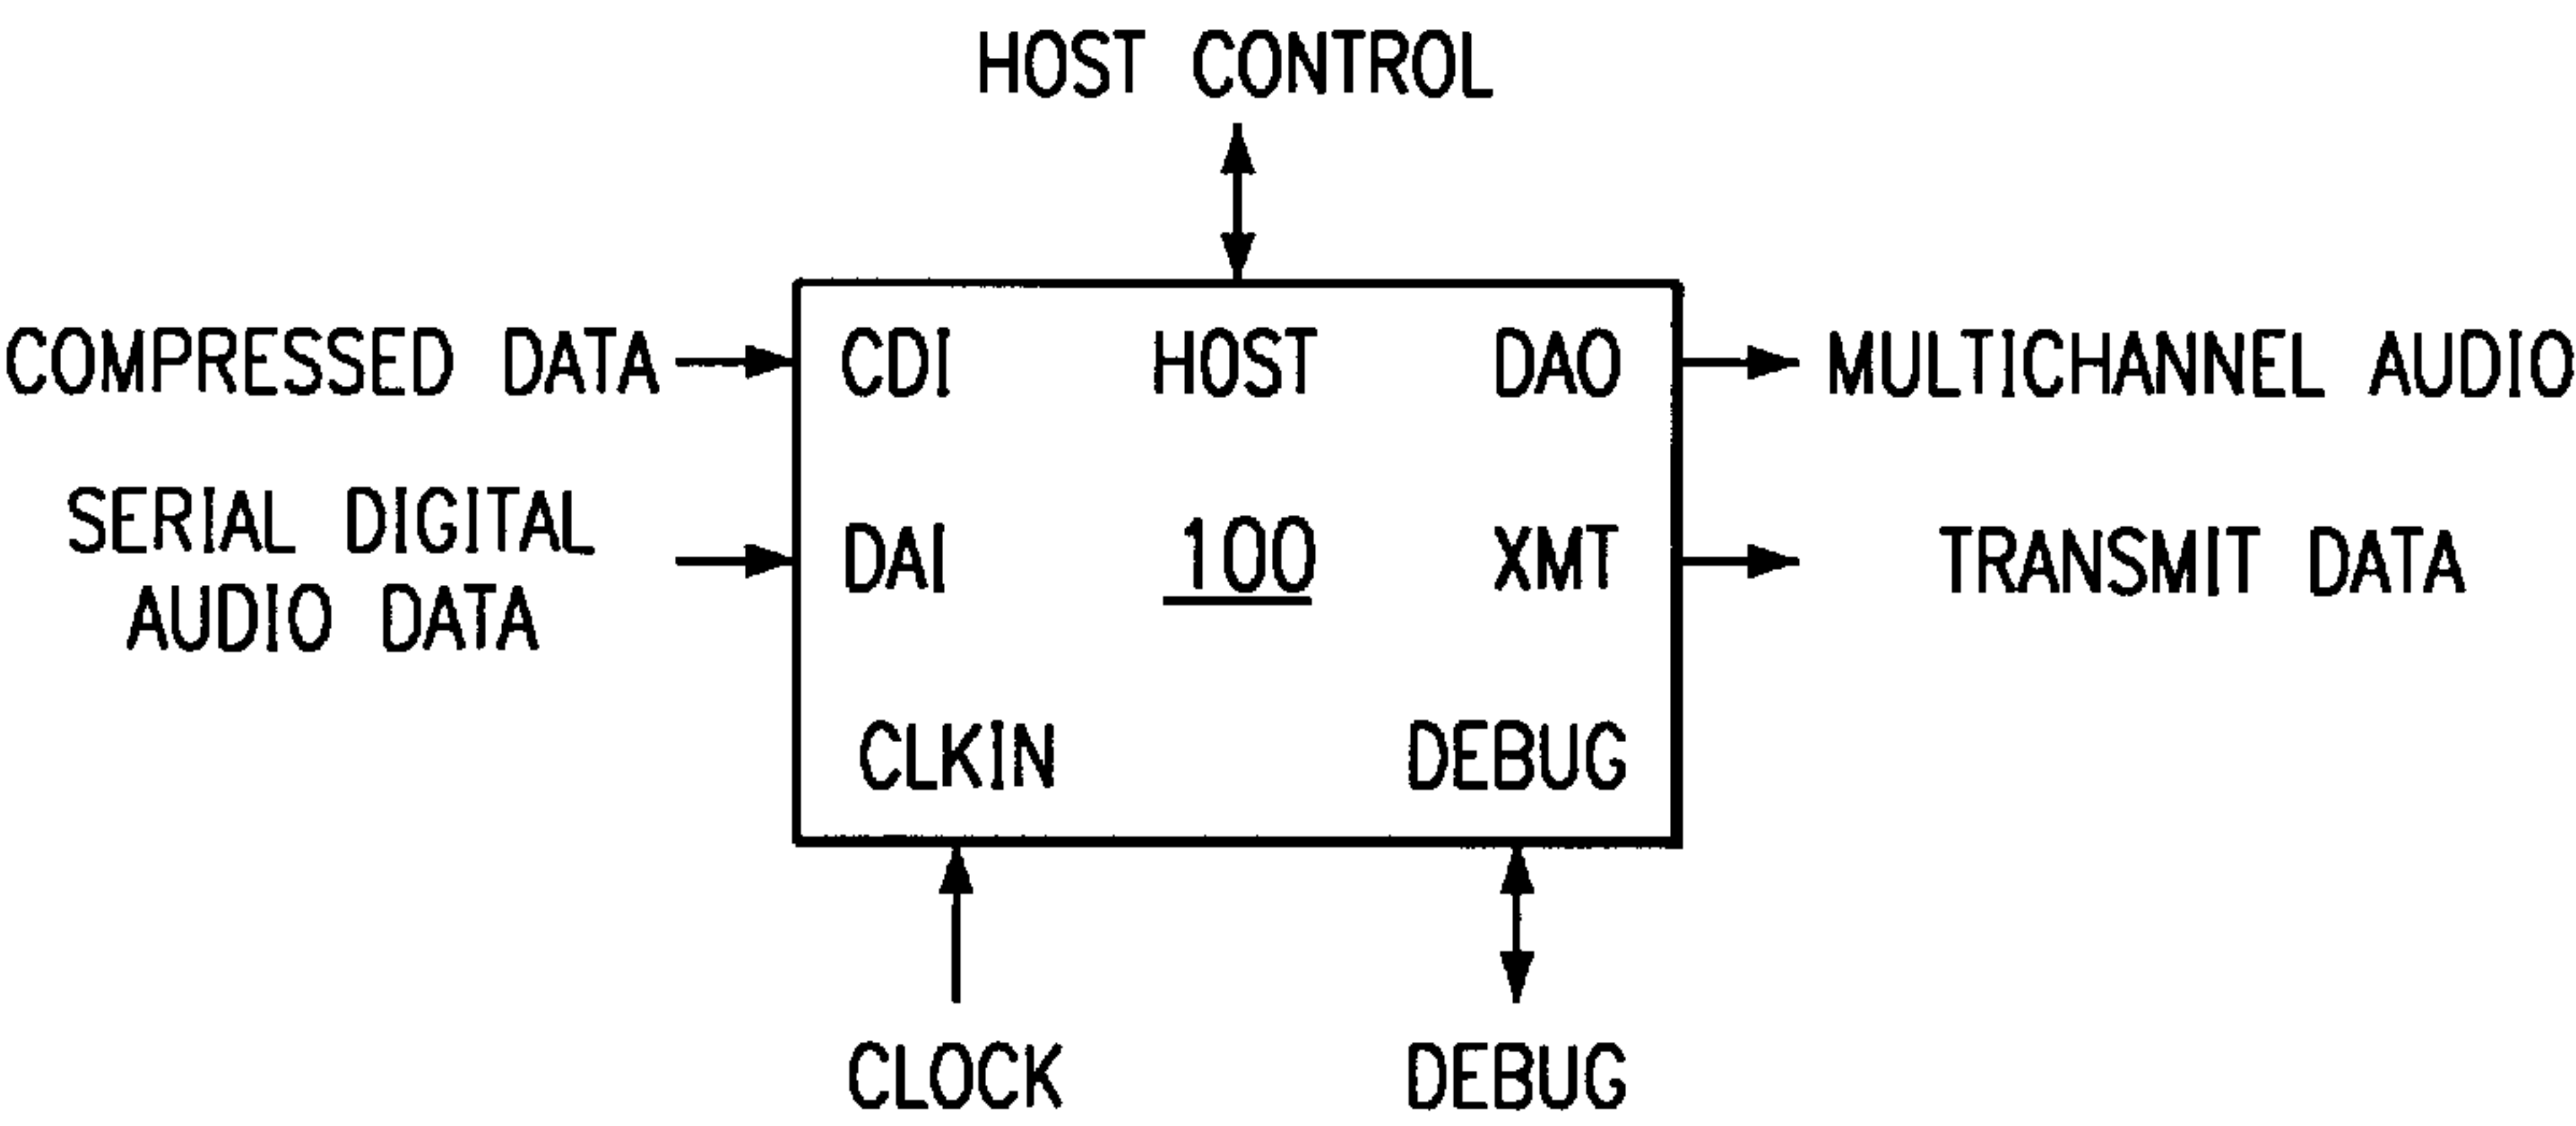 HOST CONTROL
COMPRESSED DATA
CDI
HOST
DAO
MULTICHANNEL AUDIO
SERIAL DIGITAL
AUDIO DATA
DAI
100
XMT
TRANSMIT DATA
CLKIN
DEBUG
CLOCK
DEBUG